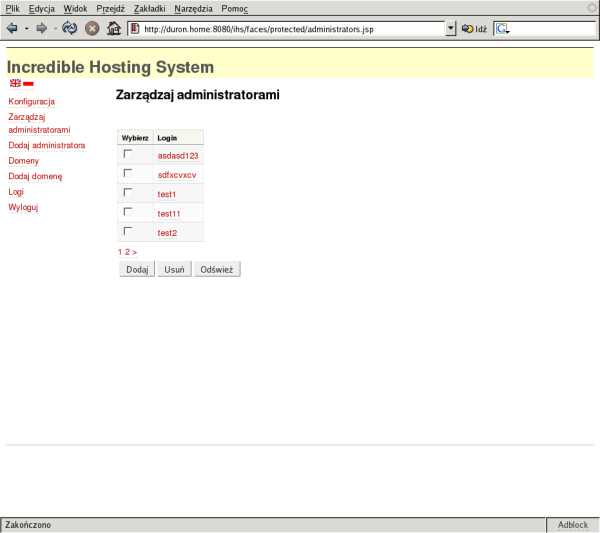 Plik Edycja Widok Przejdź Zakładki Narzędzia Pomoc
http://duron.home:8080/ihs/faces/protected/administrators.jsp Idź G
Incredible Hosting System
Konfiguracja
Zarządzaj
administratorami
Dodaj administratora
Domeny
Dodaj domenę
Logi
Wyloguj
Zarządzaj administratorami
Wybierz Login
asdasd123
sdfxcvxcv
test1
test11
test2
1 2 >
Dodaj Usuń Odśwież
Zakończono Adblock